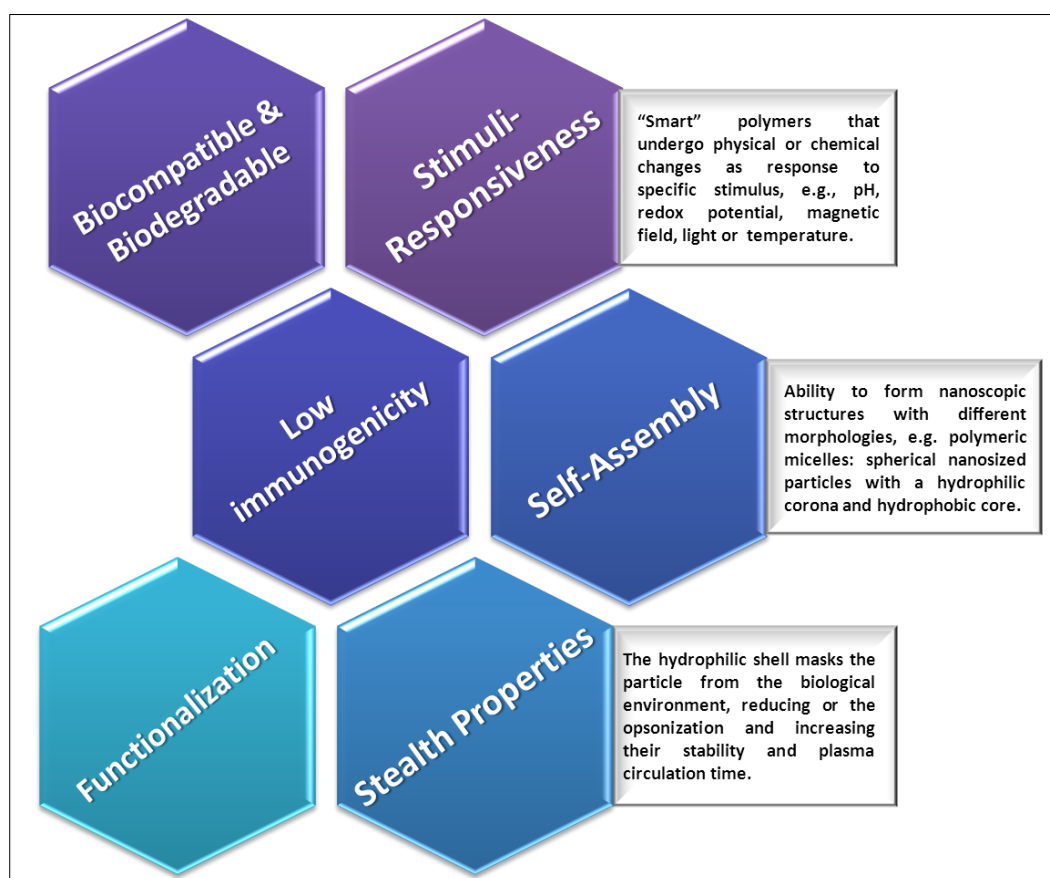 Biocompatible &
Biodegradable
Stimuli-
Responsiveness
“Smart” polymers that
undergo physical or chemical
changes as response to
specific stimulus, e.g., pH,
redox potential, magnetic
field, light or temperature.
Low
immunogenicity
Self-Assembly
Ability to form nanoscopic
structures with different
morphologies, e.g. polymeric
micelles: spherical nanosized
particles with a hydrophilic
corona and hydrophobic core.
Functionalization
Stealth Properties
The hydrophilic shell masks the
particle from the biological
environment, reducing or the
opsonization and increasing
their stability and plasma
circulation time.